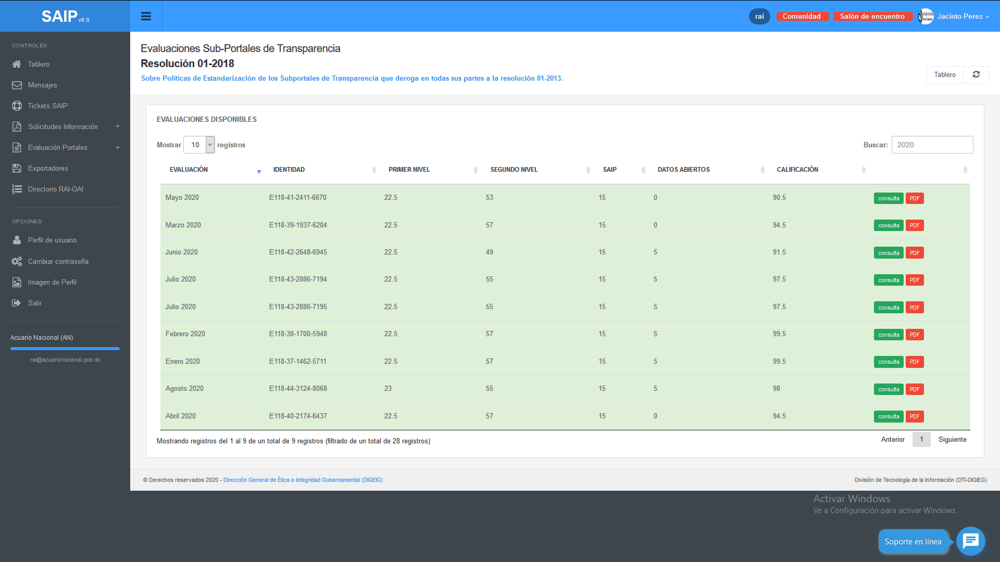 SAIP v6.9
rai Comunidad Salón de encuentro Jacinto Perez
CONTROLES
Tablero
Mensajes
Tickets SAIP
Solicitudes Información
Evaluación Portales
Exportadores
Directorio RAI-OAI
OPCIONES
Perfil de usuario
Cambiar contraseña
Imagen de Perfil
Salir
Acuario Nacional (AN)
rai@acuarionacional.gob.do
Evaluaciones Sub-Portales de Transparencia
Resolución 01-2018
Sobre Políticas de Estandarización de los Subportales de Transparencia que deroga en todas sus partes a la resolución 01-2013.
Tablero
EVALUACIONES DISPONIBLES
Mostrar 10 registros
Buscar: 2020
EVALUACIÓN IDENTIDAD PRIMER NIVEL SEGUNDO NIVEL SAIP DATOS ABIERTOS CALIFICACIÓN
Mayo 2020 E118-41-2411-6670 22.5 53 15 0 90.5 consulta PDF
Marzo 2020 E118-39-1937-6204 22.5 57 15 0 94.5 consulta PDF
Junio 2020 E118-42-2648-6945 22.5 49 15 5 91.5 consulta PDF
Julio 2020 E118-43-2886-7194 22.5 55 15 5 97.5 consulta PDF
Julio 2020 E118-43-2886-7195 22.5 55 15 5 97.5 consulta PDF
Febrero 2020 E118-38-1700-5948 22.5 57 15 5 99.5 consulta PDF
Enero 2020 E118-37-1462-5711 22.5 57 15 5 99.5 consulta PDF
Agosto 2020 E118-44-3124-8068 23 55 15 5 98 consulta PDF
Abril 2020 E118-40-2174-6437 22.5 57 15 0 94.5 consulta PDF
Mostrando registros del 1 al 9 de un total de 9 registros (filtrado de un total de 28 registros)
Anterior 1 Siguiente
© Derechos reservados 2020 - Dirección General de Ética e Integridad Gubernamental (DIGEIG)
División de Tecnología de la Información (DTI-DIGIEG)
Activar Windows
Ve a Configuración para activar Windows.
Soporte en línea